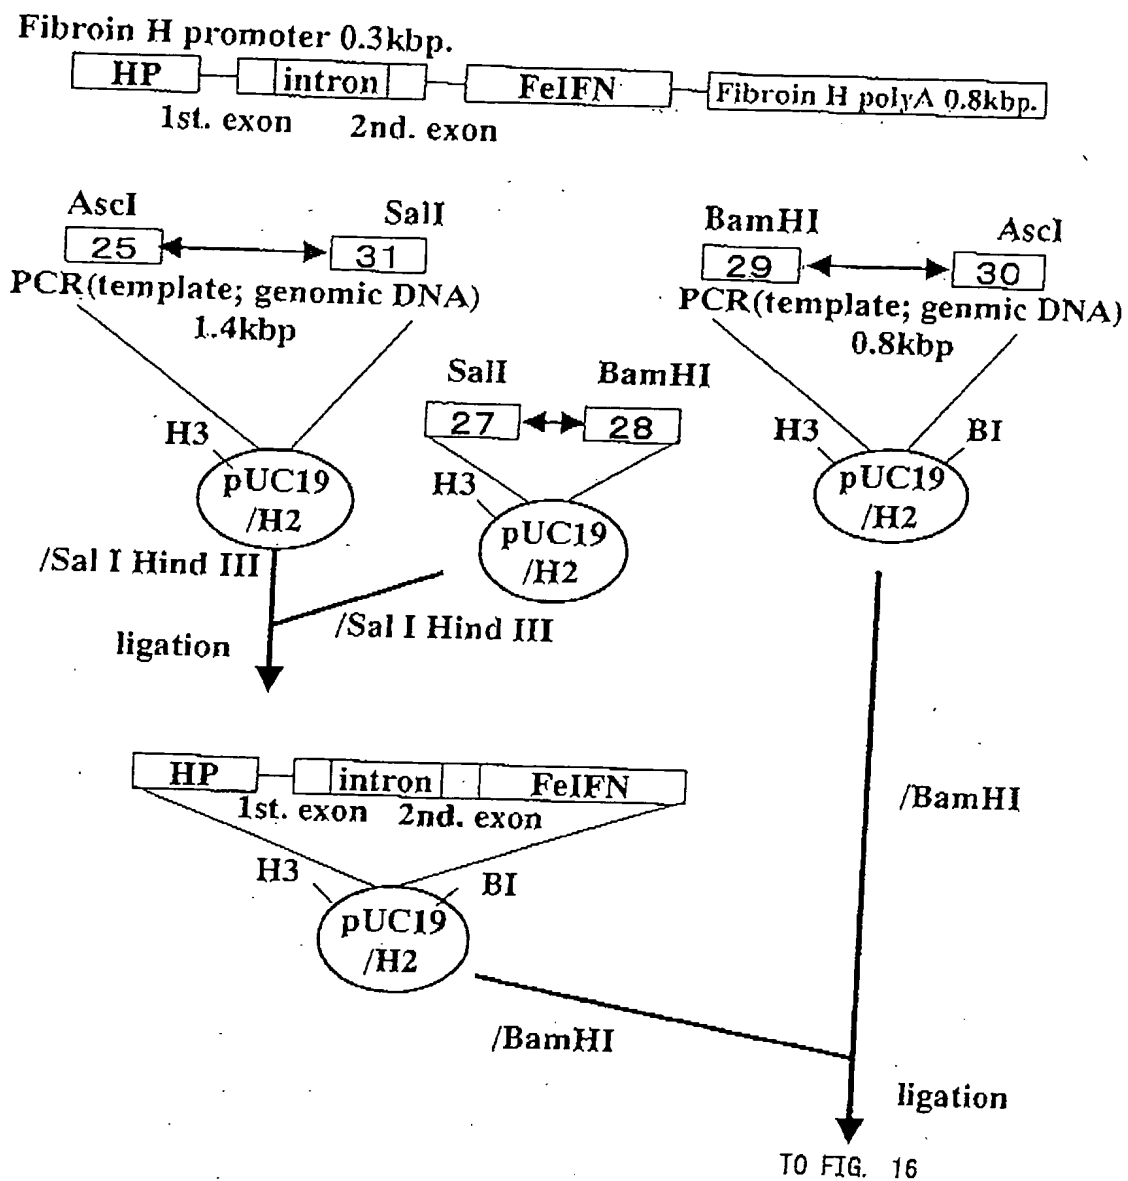 Fibroin H promoter 0.3kbp.
HP intron FeIFN Fibroin H polyA 0.8kbp.
1st. exon 2nd. exon
AscI SalI
25 31
PCR(template; genomic DNA)
1.4kbp
BamHI AscI
29 30
PCR(template; genmic DNA)
0.8kbp
SalI BamHI
27 28
H3
pUC19
/H2
H3
pUC19
/H2
H3 BI
pUC19
/H2
/Sal I Hind III
/Sal I Hind III
ligation
HP intron FeIFN
1st. exon 2nd. exon
H3 BI
pUC19
/H2
/BamHI
/BamHI
ligation
TO FIG. 16